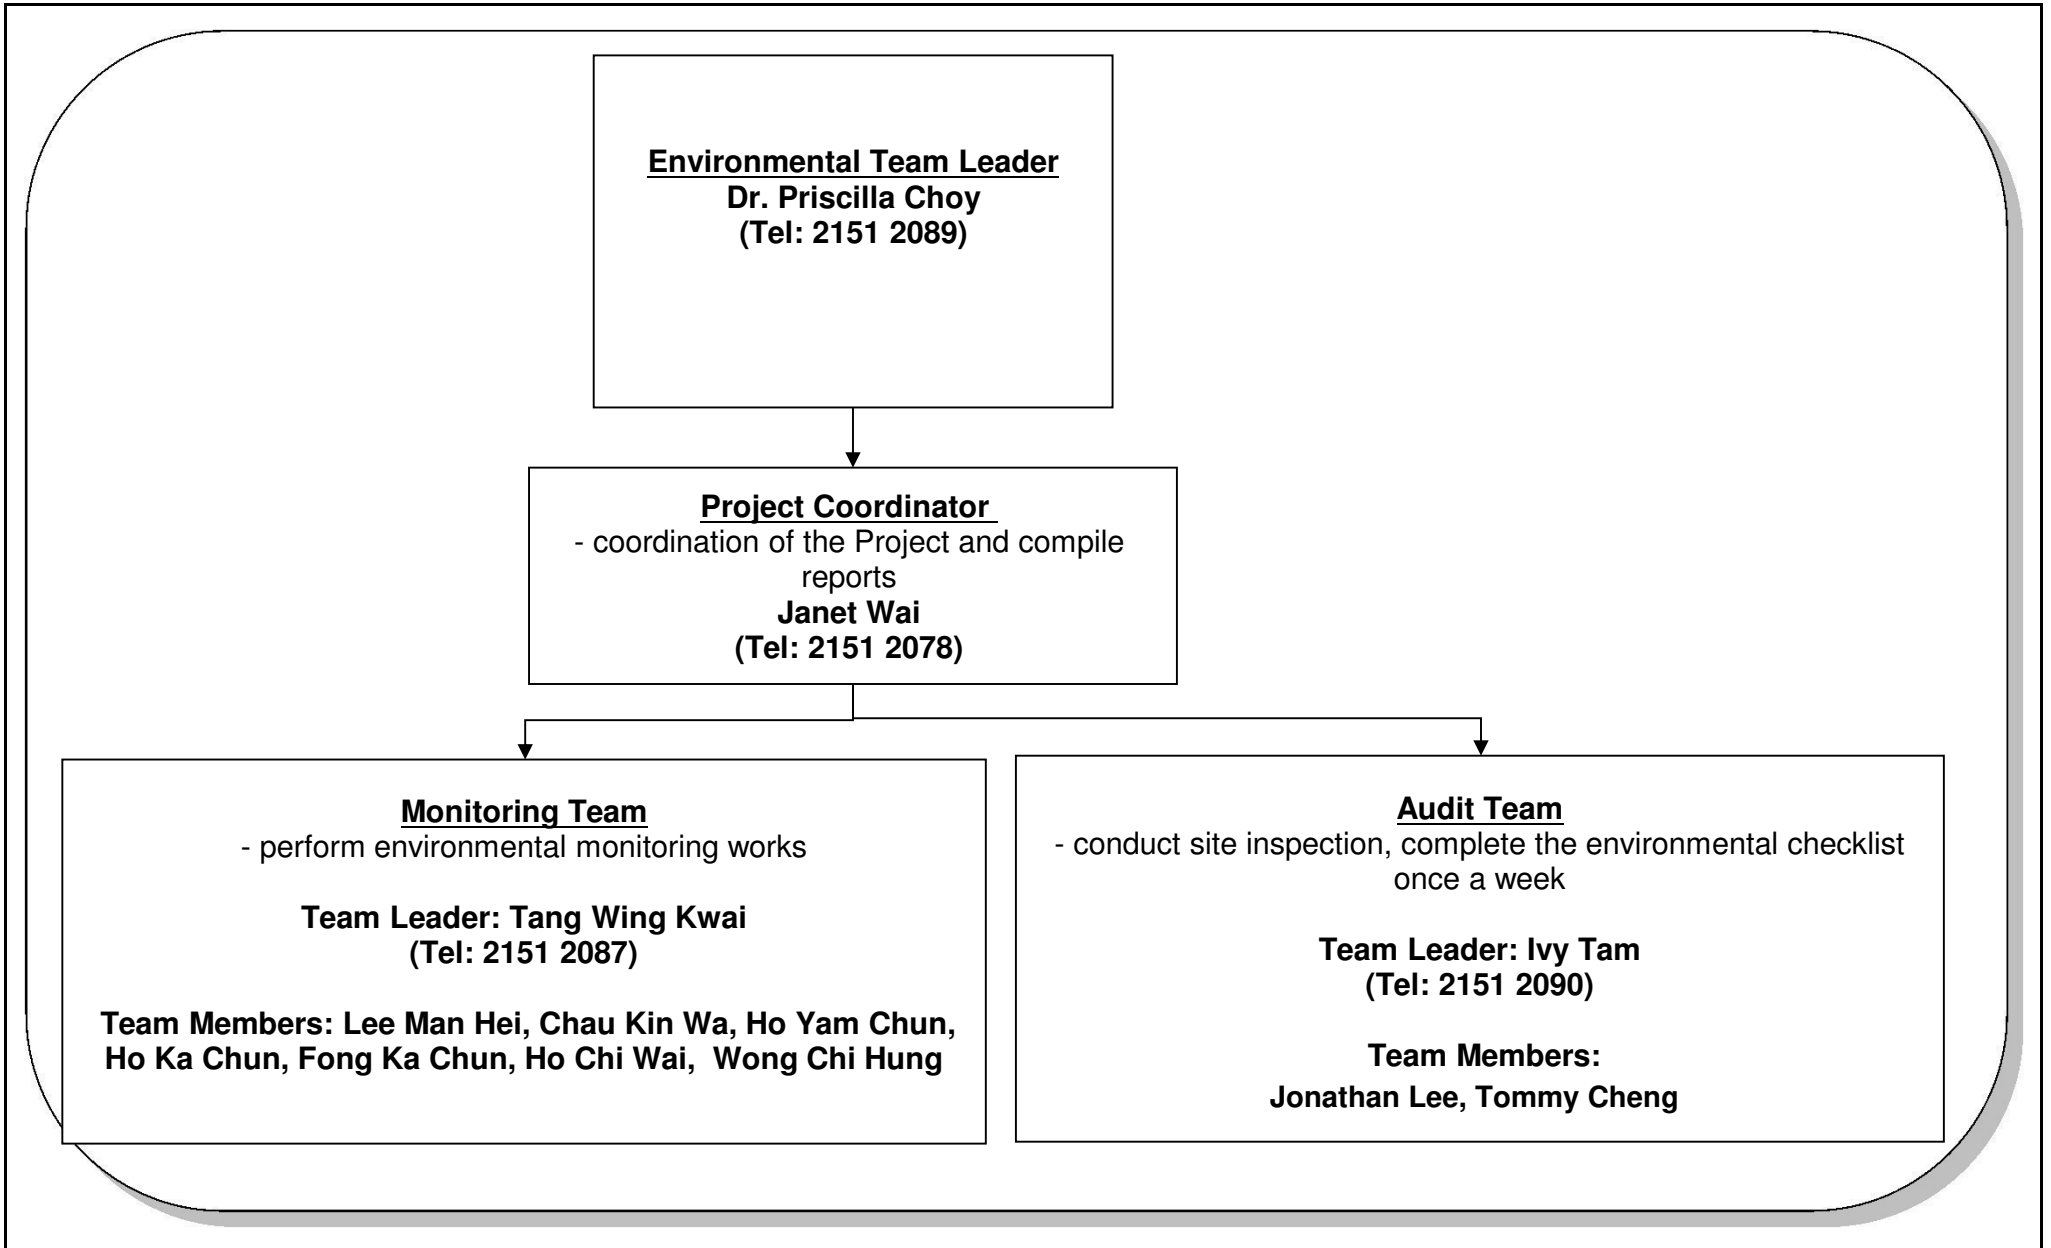 Environmental Team Leader
Dr. Priscilla Choy
(Tel: 2151 2089)
Project Coordinator
- coordination of the Project and compile
reports
Janet Wai
(Tel: 2151 2078)
Monitoring Team
- perform environmental monitoring works
Team Leader: Tang Wing Kwai
(Tel: 2151 2087)
Team Members: Lee Man Hei, Chau Kin Wa, Ho Yam Chun,
Ho Ka Chun, Fong Ka Chun, Ho Chi Wai, Wong Chi Hung
Audit Team
- conduct site inspection, complete the environmental checklist
once a week
Team Leader: Ivy Tam
(Tel: 2151 2090)
Team Members:
Jonathan Lee, Tommy Cheng